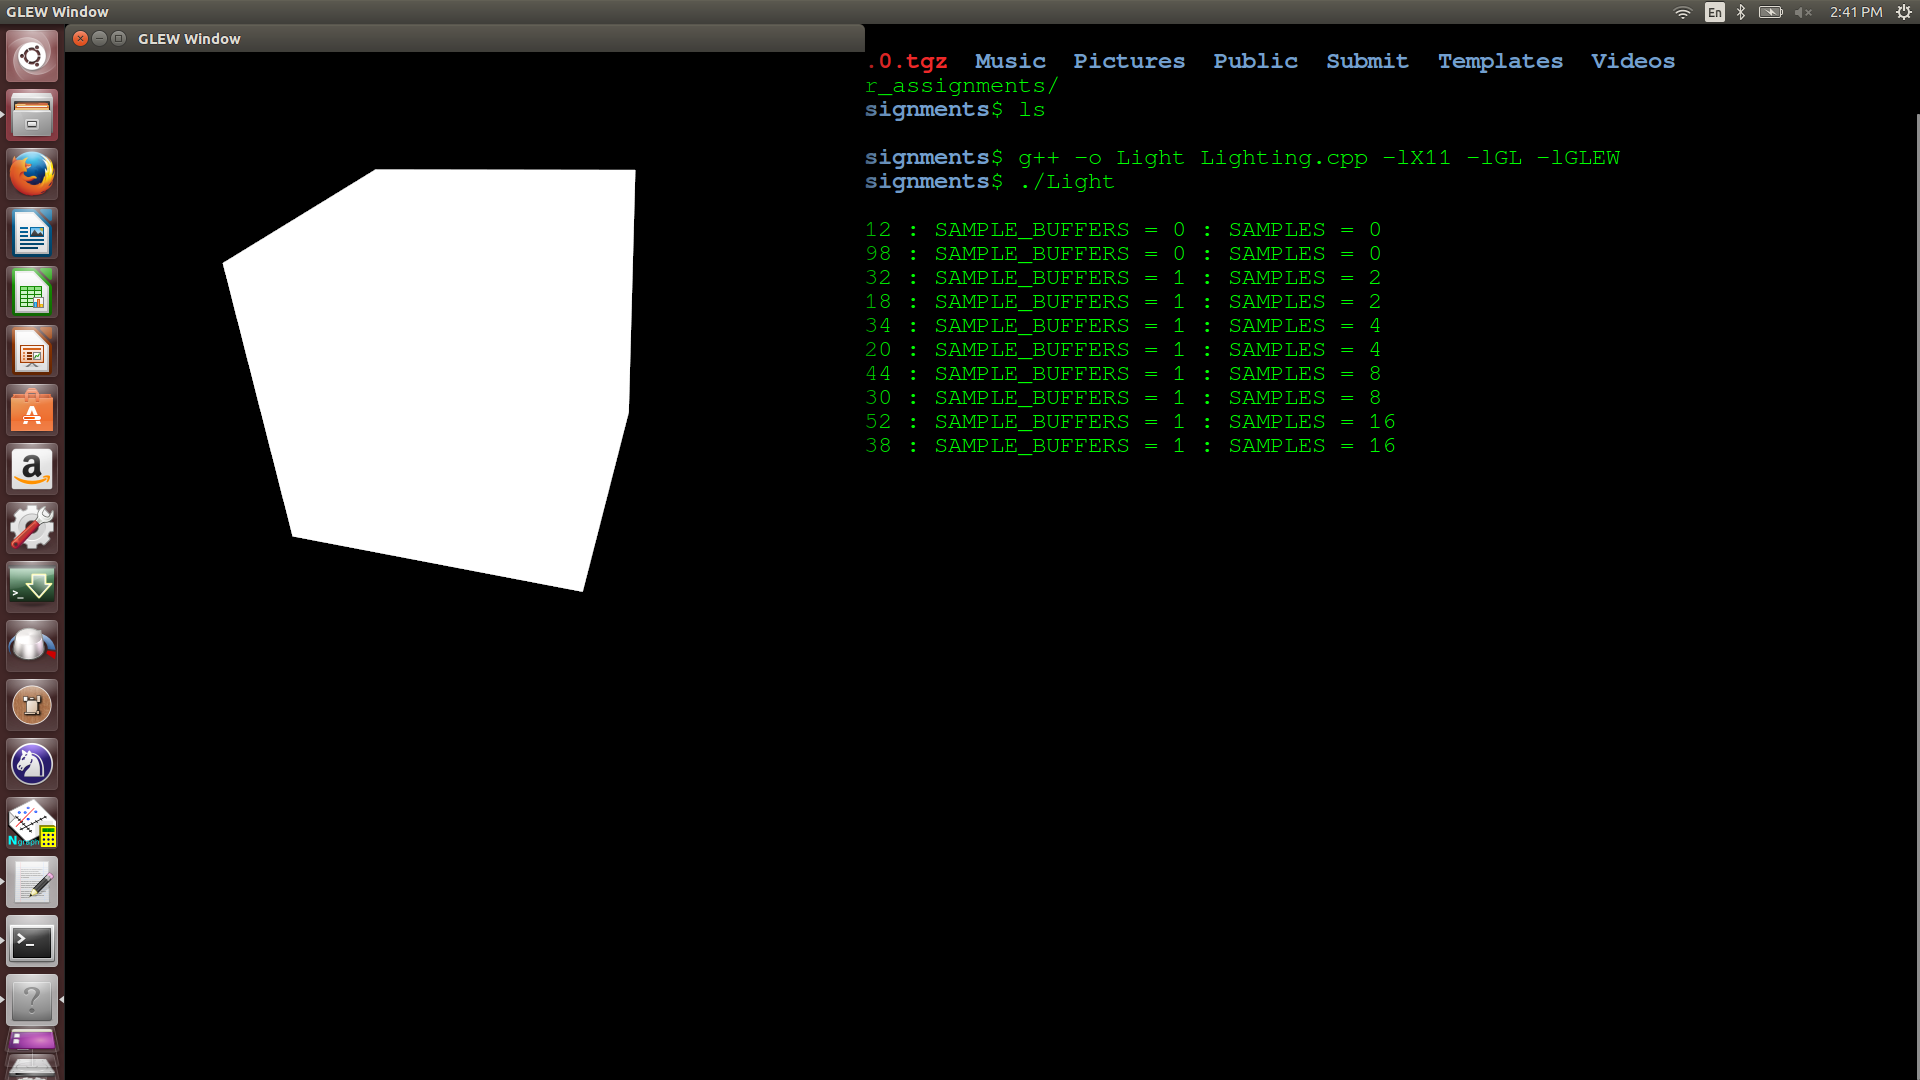 GLEW Window
En
2:41 PM
GLEW Window
.0.tgz Music Pictures Public Submit Templates Videos
r_assignments/
signments$ ls
signments$ g++ -o Light Lighting.cpp -lX11 -lGL -lGLEW
signments$ ./Light
12 : SAMPLE_BUFFERS = 0 : SAMPLES = 0
98 : SAMPLE_BUFFERS = 0 : SAMPLES = 0
32 : SAMPLE_BUFFERS = 1 : SAMPLES = 2
18 : SAMPLE_BUFFERS = 1 : SAMPLES = 2
34 : SAMPLE_BUFFERS = 1 : SAMPLES = 4
20 : SAMPLE_BUFFERS = 1 : SAMPLES = 4
44 : SAMPLE_BUFFERS = 1 : SAMPLES = 8
30 : SAMPLE_BUFFERS = 1 : SAMPLES = 8
52 : SAMPLE_BUFFERS = 1 : SAMPLES = 16
38 : SAMPLE_BUFFERS = 1 : SAMPLES = 16
Ngraph